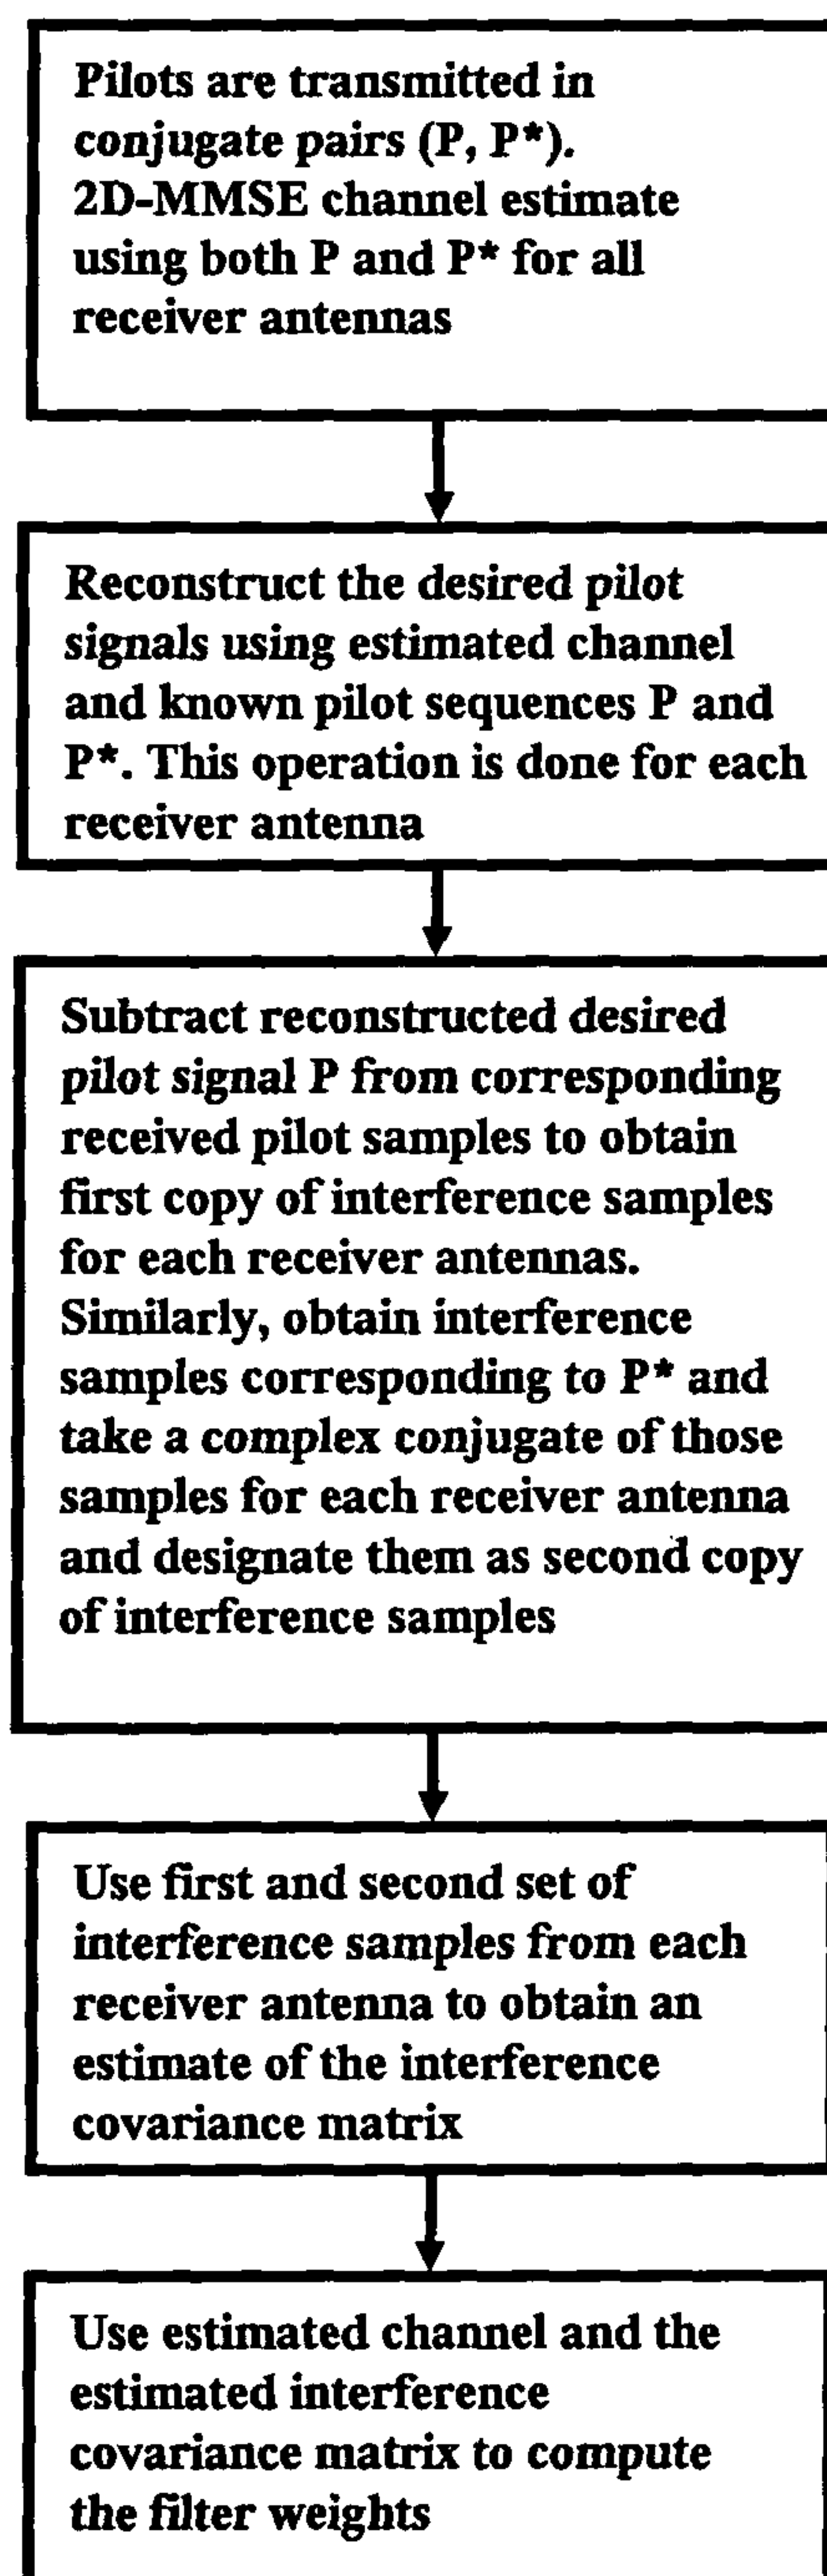 Pilots are transmitted in
conjugate pairs (P, P*).
2D-MMSE channel estimate
using both P and P* for all
receiver antennas
Reconstruct the desired pilot
signals using estimated channel
and known pilot sequences P and
P*. This operation is done for each
receiver antenna
Subtract reconstructed desired
pilot signal P from corresponding
received pilot samples to obtain
first copy of interference samples
for each receiver antennas.
Similarly, obtain interference
samples corresponding to P* and
take a complex conjugate of those
samples for each receiver antenna
and designate them as second copy
of interference samples
Use first and second set of
interference samples from each
receiver antenna to obtain an
estimate of the interference
covariance matrix
Use estimated channel and the
estimated interference
covariance matrix to compute
the filter weights